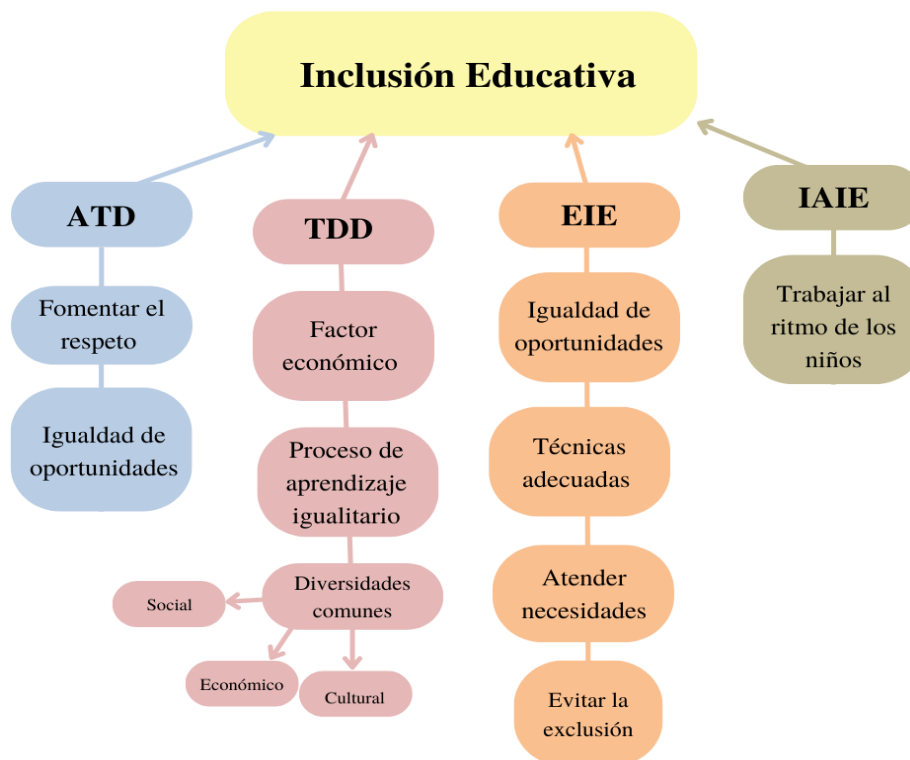 Inclusión Educativa
ATD
Fomentar el
respeto
Igualdad de
oportunidades
TDD
Factor
económico
Proceso de
aprendizaje
igualitario
Diversidades
comunes
Social
Económico
Cultural
EIE
Igualdad de
oportunidades
Técnicas
adecuadas
Atender
necesidades
Evitar la
exclusión
IAIE
Trabajar al
ritmo de los
niños